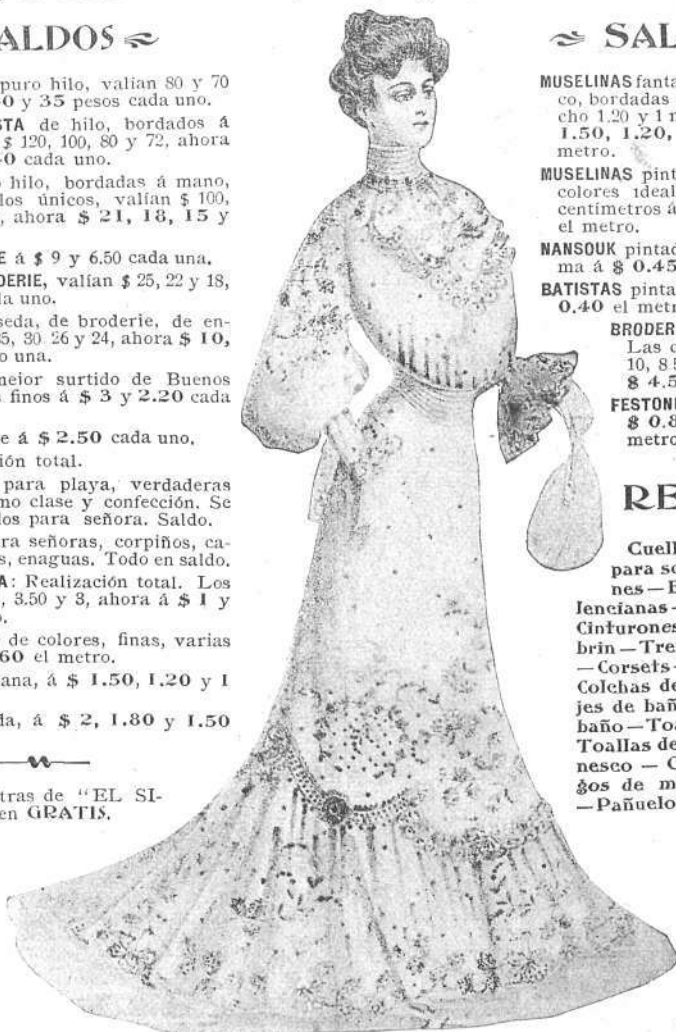 ALDOS
puro hilo, valían 80 y 70
0 y 35 pesos cada uno.
STA de hilo, bordados á
$ 120, 100, 80 y 72, ahora
0 cada uno.
hilo, bordadas á mano,
los únicos, valían $ 100,
, ahora $ 21, 18, 15 y
E á $ 9 y 6.50 cada una.
DERIE, valían $ 25, 22 y 18,
da uno.
seda, de broderie, de en-
35, 30 26 y 24, ahora $ 10,
o una.
mejor surtido de Buenos
s finos á $ 3 y 2.20 cada
e á $ 2.50 cada uno.
ión total.
para playa, verdaderas
mo clase y confección. Se
los para señora. Saldo.
ra señoras, corpiños, ca-
s, enaguas. Todo en saldo.
A: Realización total. Los
, 3.50 y 3, ahora á $ 1 y
o.
de colores, finas, varias
60 el metro.
ana, á $ 1.50, 1.20 y 1
da, á $ 2, 1.80 y 1.50
tras de "EL SI-
en GRATIS.
SAL
MUSELINAS fanta
co, bordadas
cho 1.20 y 1 m
1.50, 1.20,
metro.
MUSELINAS pint
colores ideal
centímetros á
el metro.
NANSOUK pintad
ma á $ 0.45
BATISTAS pinta
0.40 el metr
BRODER
Las d
10, 8.5
$ 4.5
FESTON
$ 0.8
metro
RE
Cuell
para so
nes—E
lencianas—
Cinturones
brin—Tre
—Corsets—
Colchas de
jes de bañ
baño—Toa
Toallas de
nesco — C
gos de m
—Pañuelo